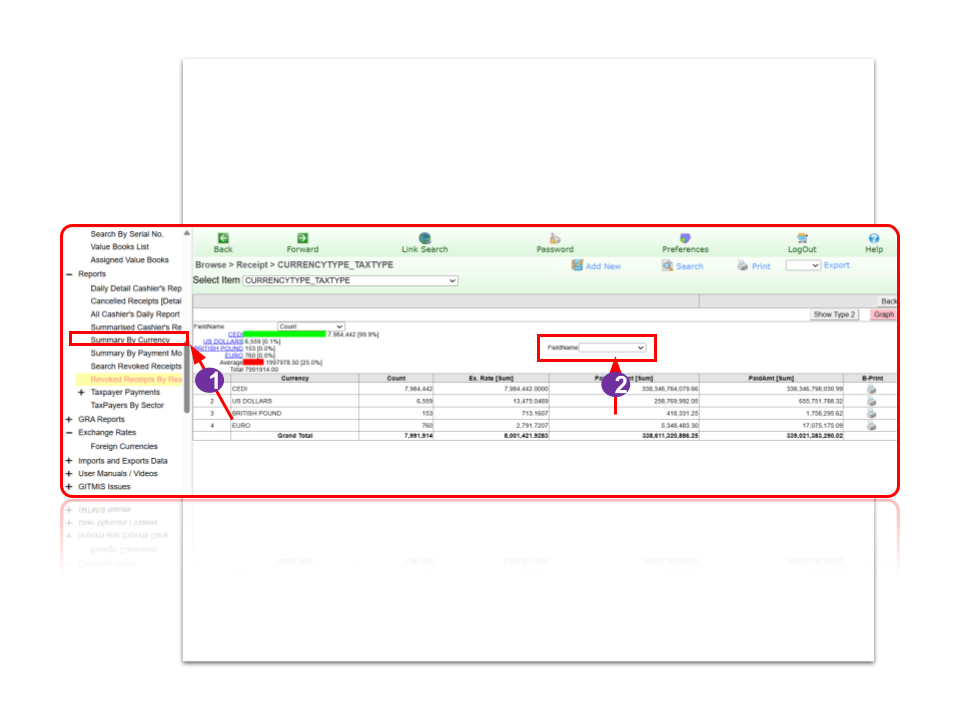 Search By Serial No.
Value Books List
Assigned Value Books
Reports
Daily Detail Cashier's Rep
Cancelled Receipts [Detai
All Cashier's Daily Report
Summarised Cashier's Re
Summary By Currency
Summary By Payment Mo
Search Revoked Receipts
Revoked Receipts By Rea
Taxpayer Payments
TaxPayers By Sector
GRA Reports
Exchange Rates
Foreign Currencies
Imports and Exports Data
User Manuals / Videos
GITMIS Issues
Back Forward Link Search Password Preferences LogOut Help
Browse > Receipt > CURRENCYTYPE_TAXTYPE
Add New Search Print Export
Select Item CURRENCYTYPE_TAXTYPE
Back
Show Type 2 Graph
FieldName Count
CEDI 7,984,442 [99.9%]
US DOLLARS 6,559 [0.1%]
BRITISH POUND 153 [0.0%]
EURO 760 [0.0%]
Average 1997978.50 [25.0%]
Total 7991914.00
FieldName
1
2
Currency Count Ex. Rate [Sum] [Sum] PaidAmt [Sum] B-Print
CEDI 7,984,442 7,984,442.0000 338,346,784,079.66 338,346,796,030.99
2 US DOLLARS 6,559 13,475.0469 258,769,992.05 655,751,788.32
3 BRITISH POUND 153 713.1607 418,331.25 1,758,295.62
4 EURO 760 2,791.7207 5,348,483.30 17,075,175.09
Grand Total 7,991,914 8,001,421.9283 338,611,320,886.25 339,021,383,290.02